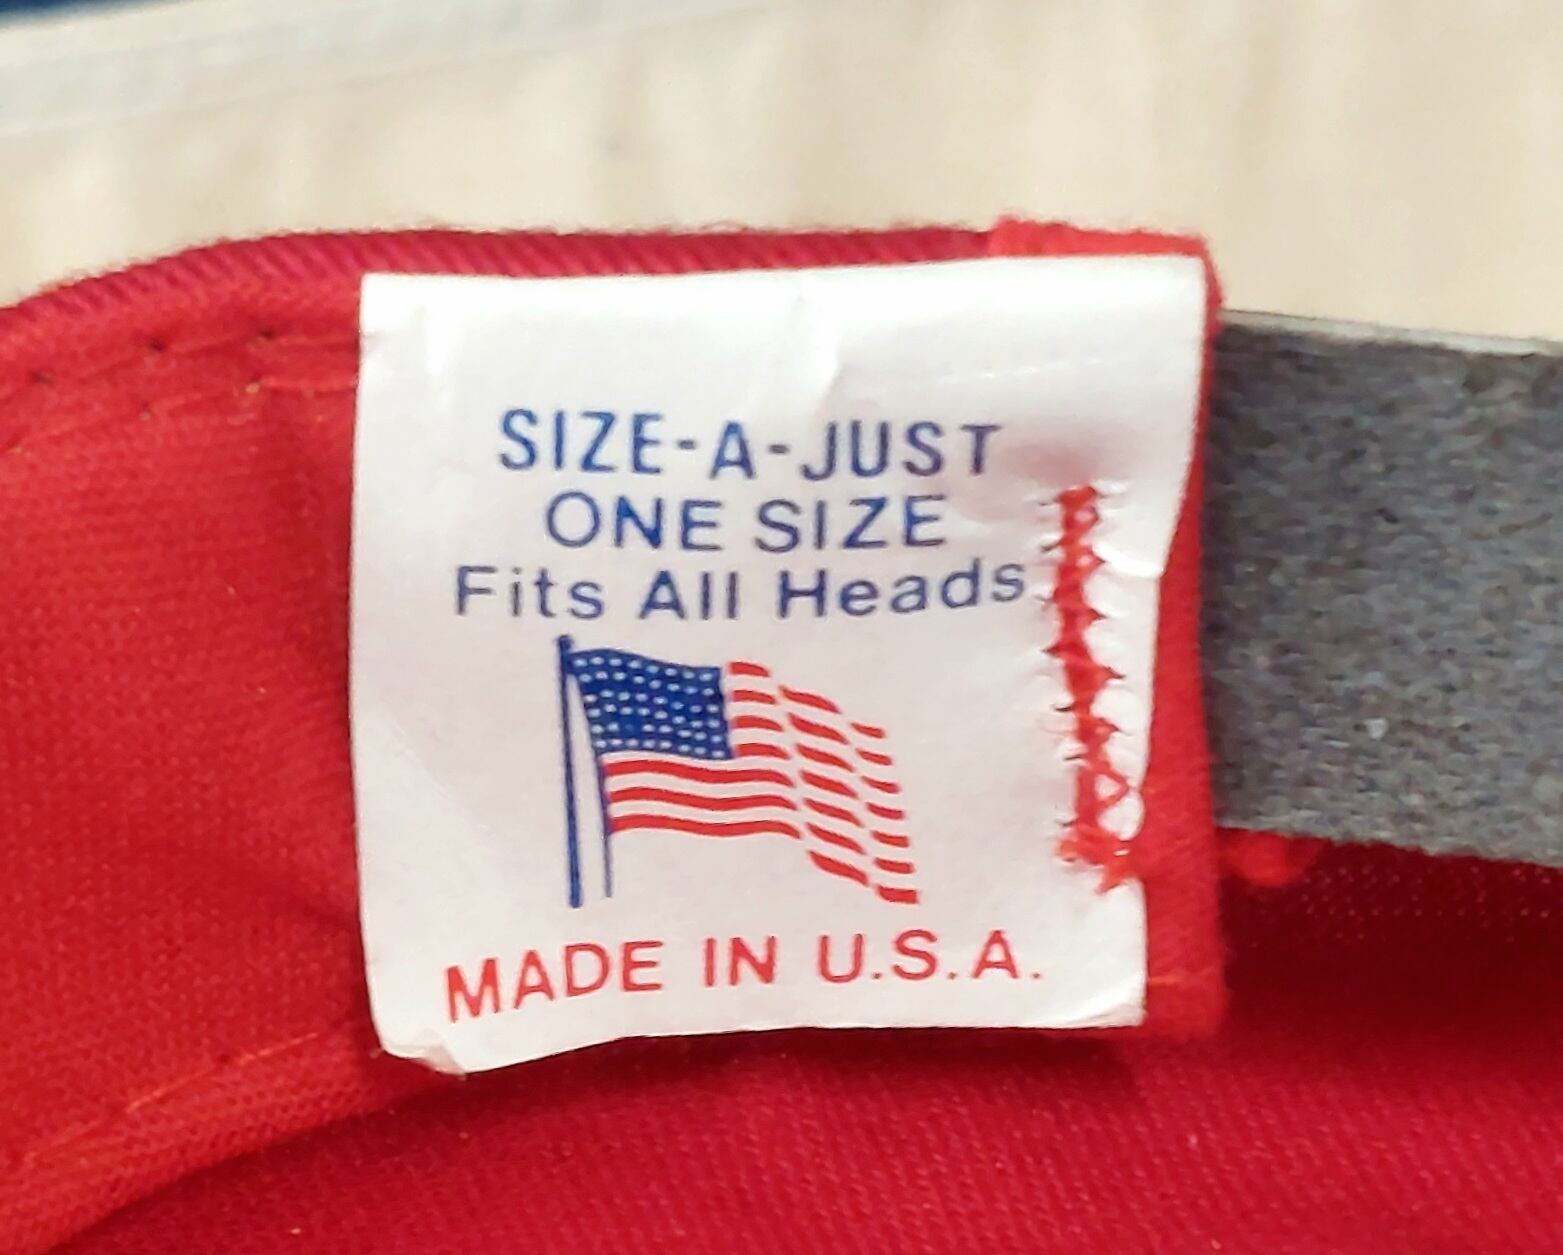 SIZE-A-JUST
ONE SIZE
Fits All Heads
MADE IN U.S.A.